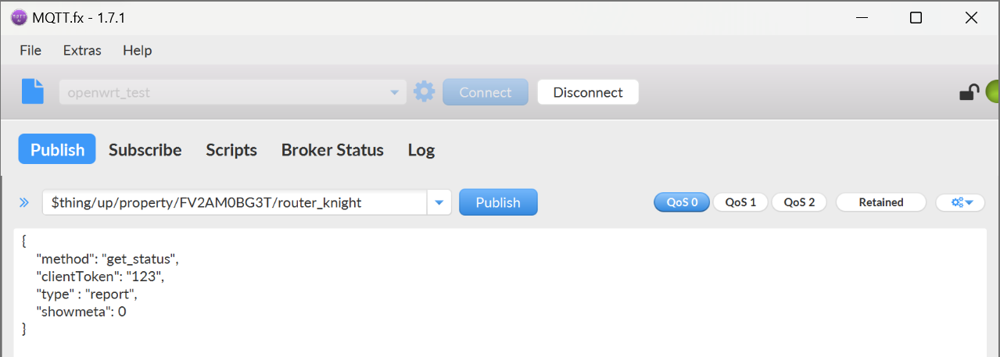 MQTT.fx - 1.7.1
File Extras Help
openwrt_test Connect Disconnect
Publish Subscribe Scripts Broker Status Log
$thing/up/property/FV2AM0BG3T/router_knight Publish QoS 0 QoS 1 QoS 2 Retained
{
"method": "get_status",
"clientToken": "123",
"type" : "report",
"showmeta": 0
}